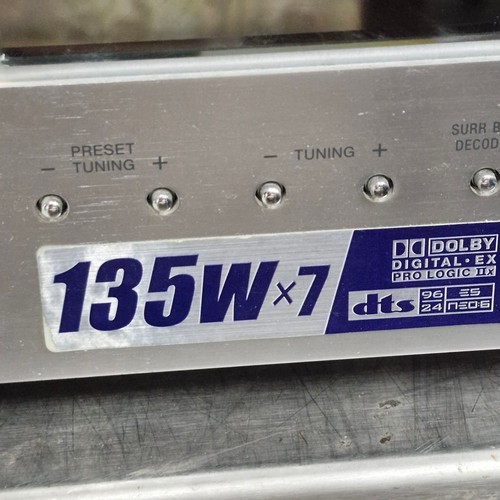 PRESET
TUNING
− +
− TUNING +
SURR B
DECOD
135W×7
DOLBY
DIGITAL·EX
PRO LOGIC IIx
dts 96 24 ES NEO:6